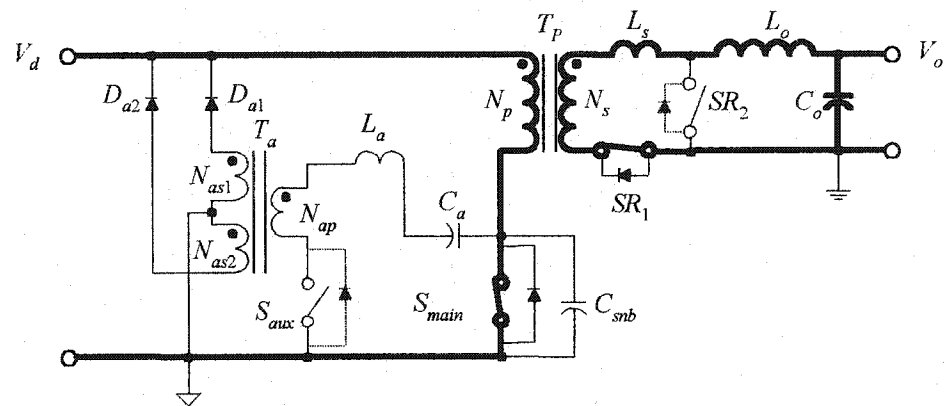 T_P
L_s
L_o
V_d
V_o
D_a2
D_a1
N_p
N_s
SR_2
C_o
T_a
L_a
N_as1
N_ap
C_a
SR_1
N_as2
S_aux
S_main
C_snb